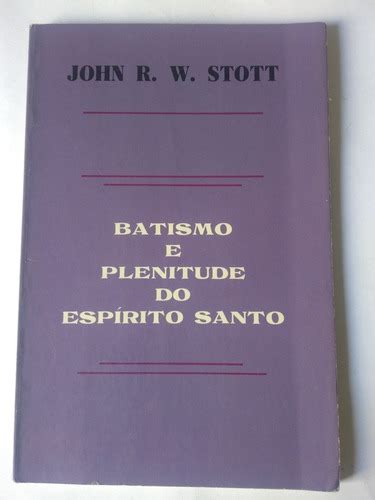 JOHN R. W. STOTT
BATISMO
E
PLENITUDE
DO
ESPÍRITO SANTO